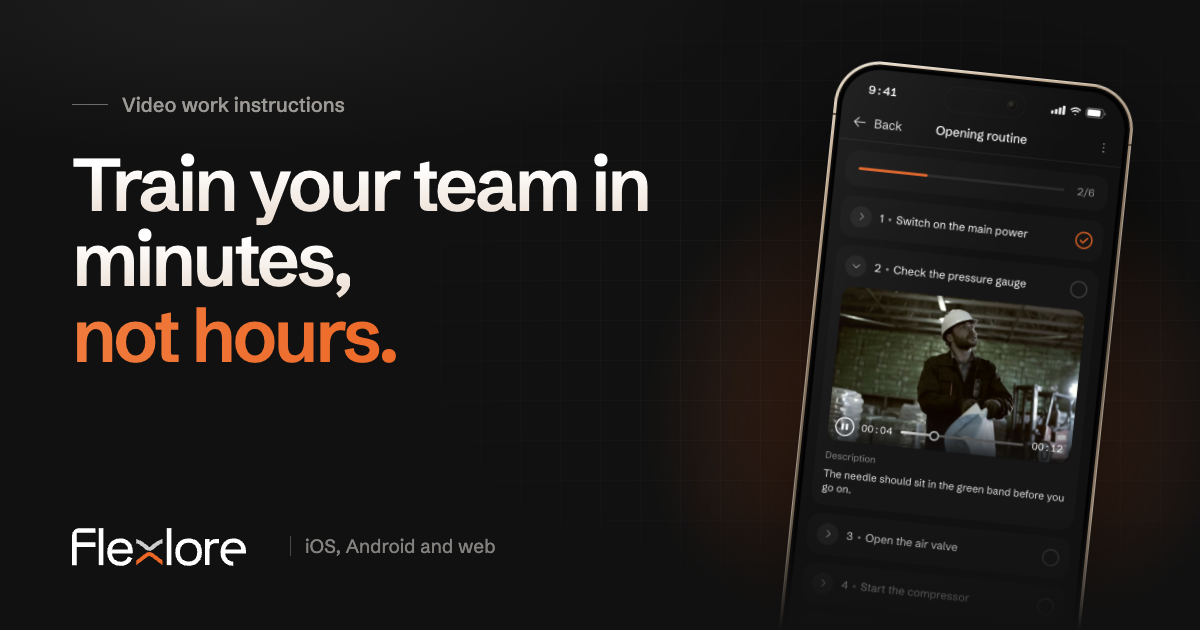 Video work instructions
Train your team in
minutes,
not hours.
Flexlore
iOS, Android and web
9:41
Back
Opening routine
2/6
1 • Switch on the main power
2 • Check the pressure gauge
00:04
00:12
Description
The needle should sit in the green band before you
go on.
3 • Open the air valve
4 • Start the compressor